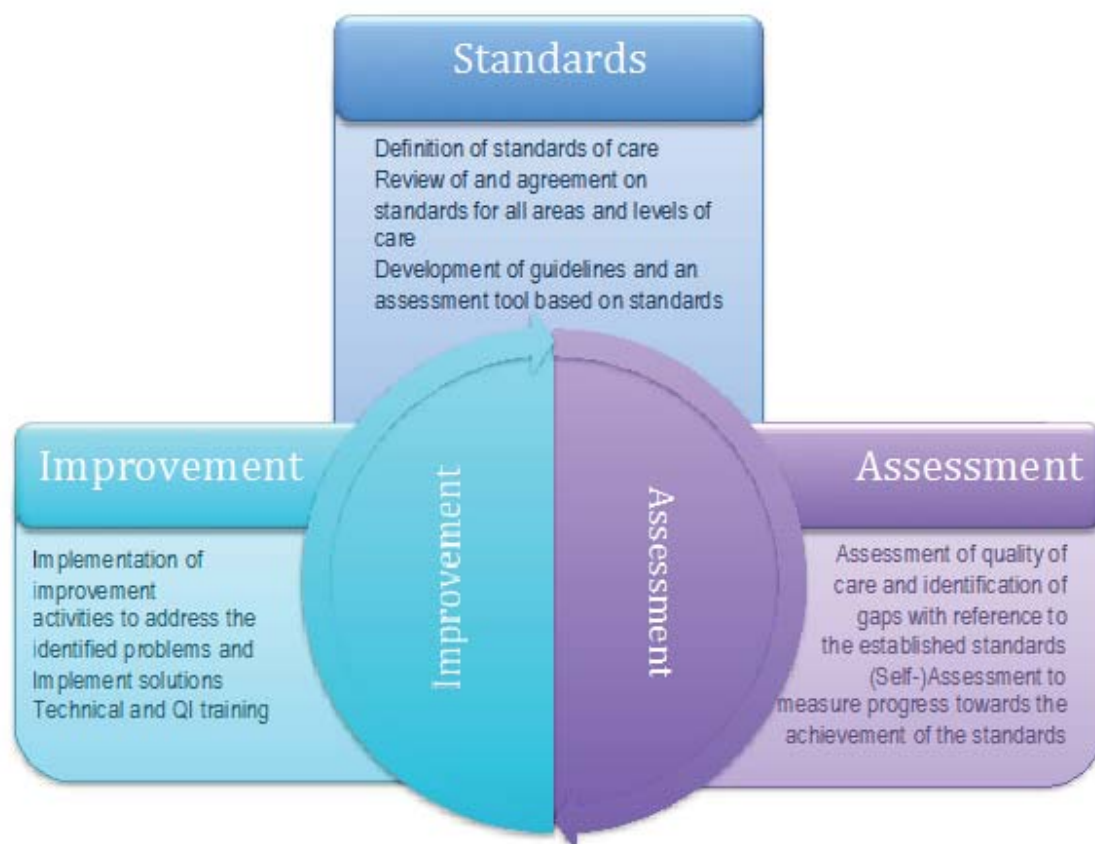 Standards
Definition of standards of care
Review of and agreement on
standards for all areas and levels of
care
Development of guidelines and an
assessment tool based on standards
Improvement
Implementation of
improvement
activities to address the
identified problems and
Implement solutions
Technical and QI training
Improvement
Assessment
Assessment
Assessment of quality of
care and identification of
gaps with reference to
the established standards
(Self-)Assessment to
measure progress towards the
achievement of the standards